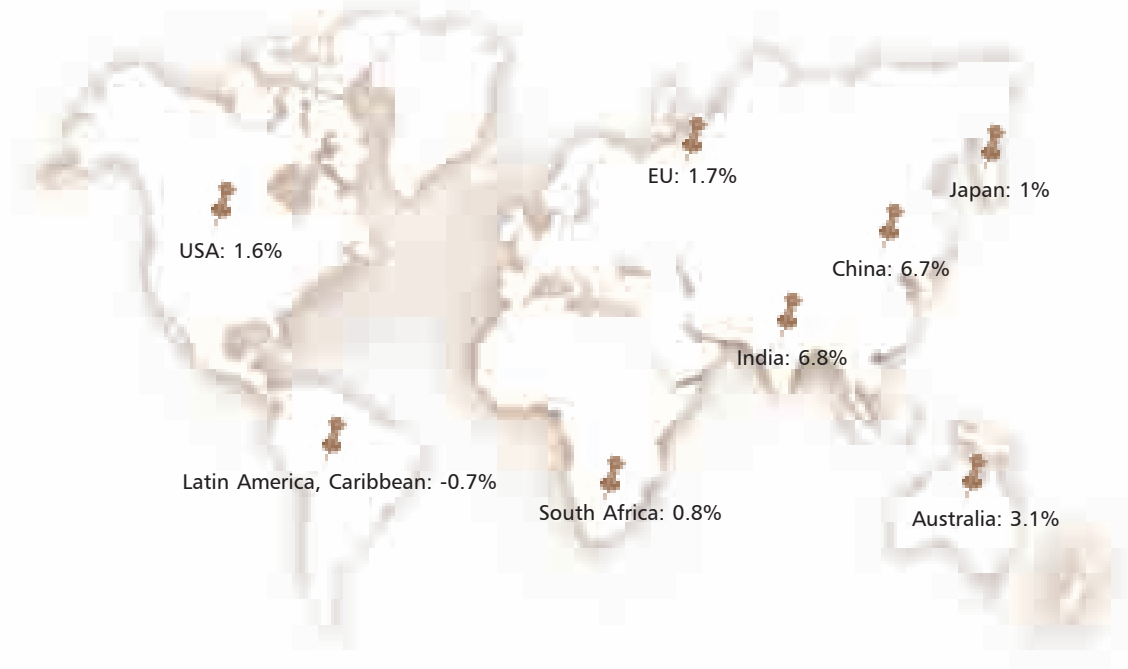 EU: 1.7%
Japan: 1%
USA: 1.6%
China: 6.7%
India: 6.8%
Latin America, Caribbean: -0.7%
South Africa: 0.8%
Australia: 3.1%